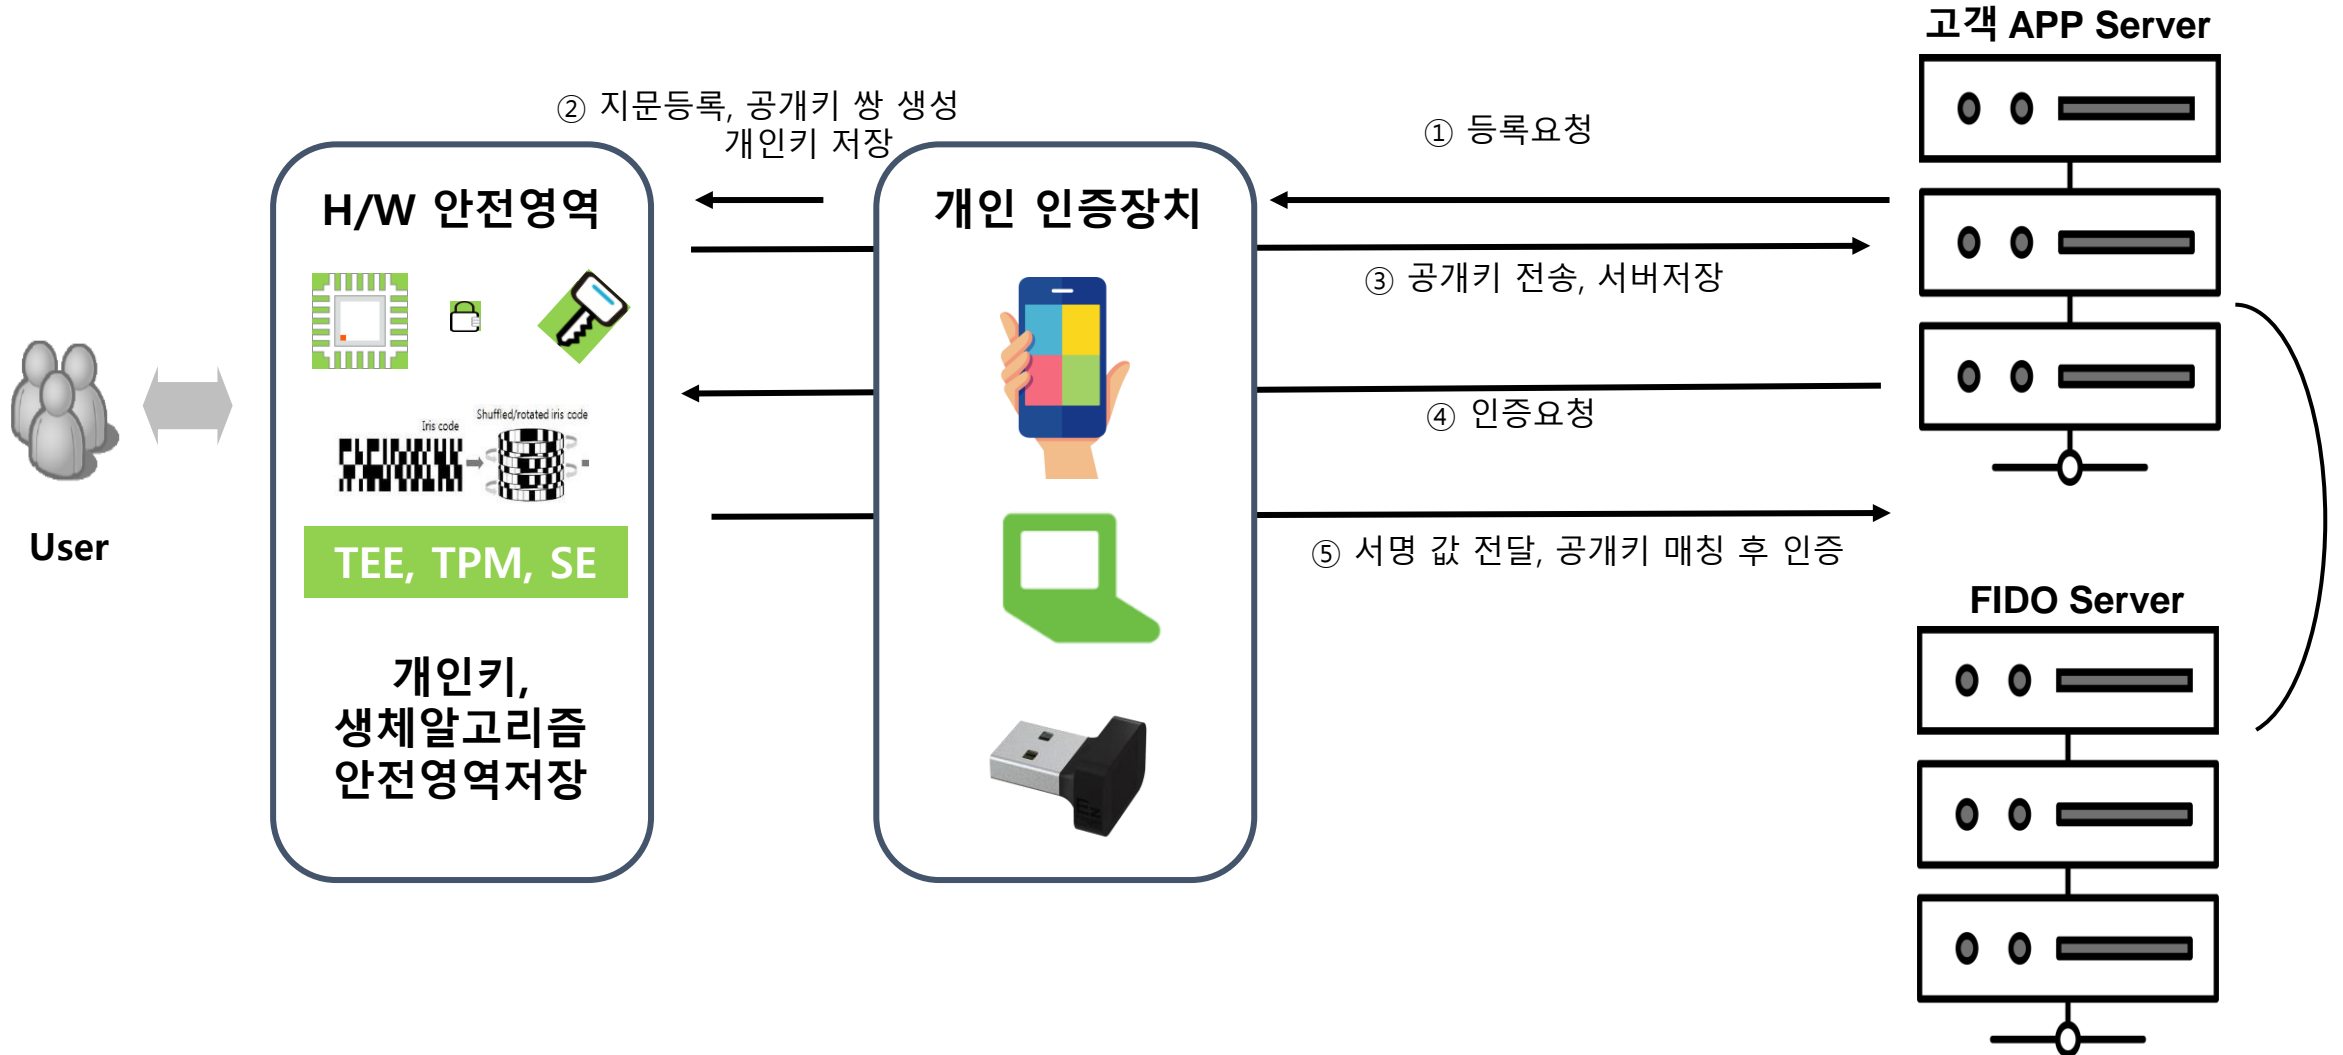 고객 APP Server
② 지문등록, 공개키 쌍 생성
개인키 저장
① 등록요청
H/W 안전영역
개인 인증장치
③ 공개키 전송, 서버저장
Shuffled/rotated iris code
Iris code
④ 인증요청
User
TEE, TPM, SE
⑤ 서명 값 전달, 공개키 매칭 후 인증
FIDO Server
개인키,
생체알고리즘
안전영역저장
Ez